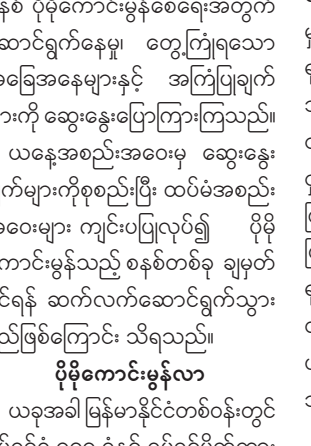 နစ် ပိုမိုကောင်းမွန်စေရေးအတွက်
ဆောင်ရွက်နေမှု၊ တွေ့ကြုံရသော
အခြေအနေများနှင့် အကြံပြုချက်
များကို ဆွေးနွေးပြောကြားကြသည်။
ယနေ့အစည်းအဝေးမှ ဆွေးနွေး
ချက်များကိုစုစည်းပြီး ထပ်မံအစည်း
အဝေးများ ကျင်းပပြုလုပ်၍ ပိုမို
ကောင်းမွန်သည့် စနစ်တစ်ခု ချမှတ်
နိုင်ရန် ဆက်လက်ဆောင်ရွက်သွား
မည်ဖြစ်ကြောင်း သိရသည်။
ပိုမိုကောင်းမွန်လာ
ယခုအခါ မြန်မာနိုင်ငံတစ်ဝန်းတွင်